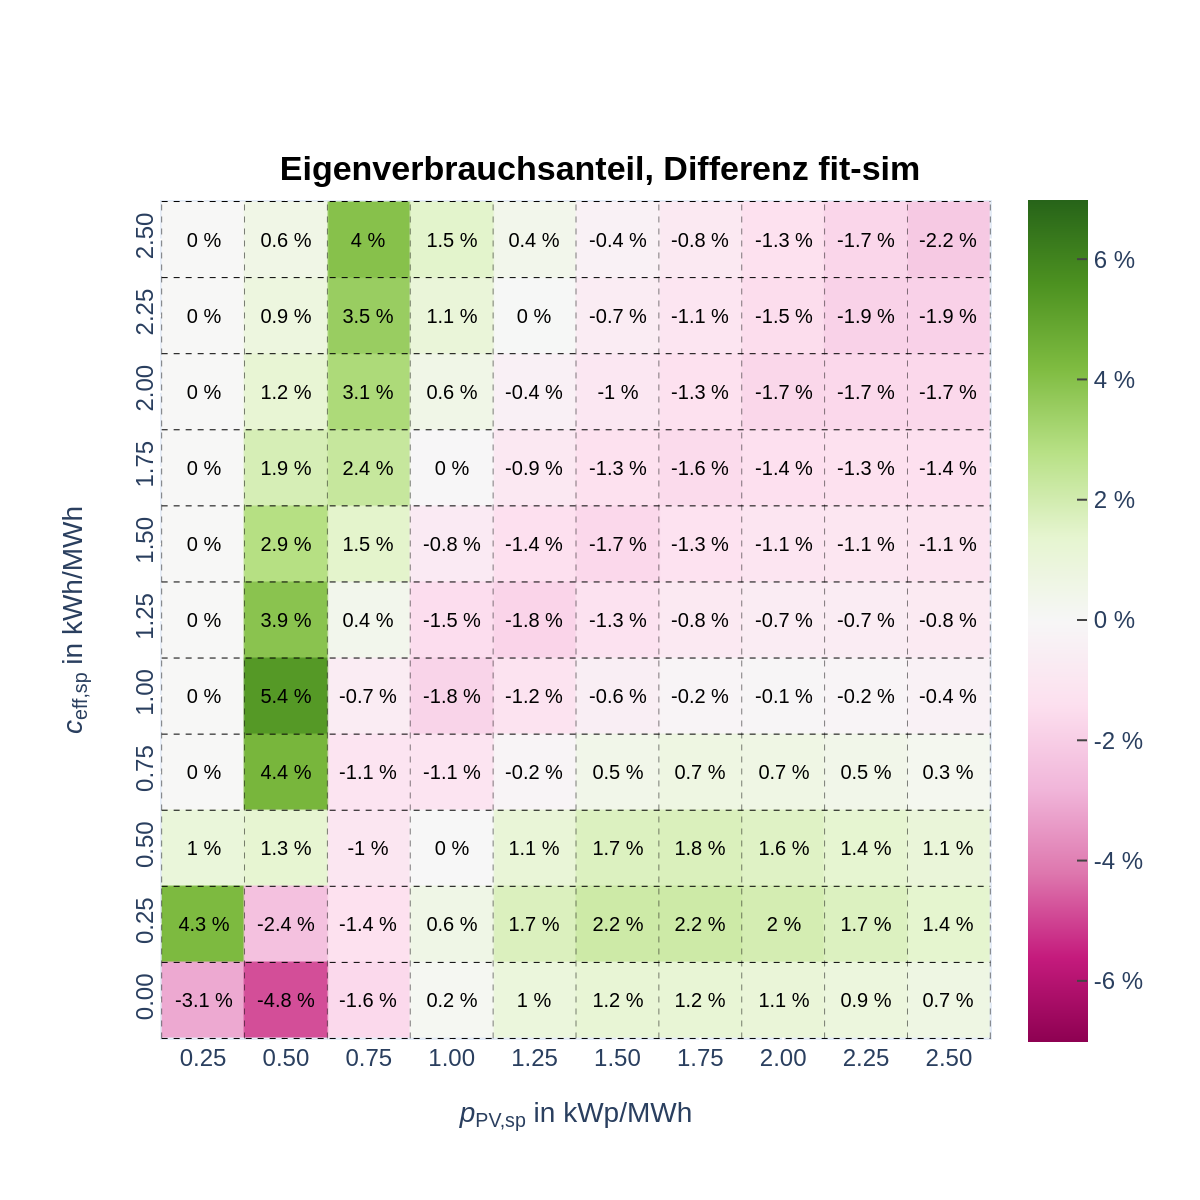 Eigenverbrauchsanteil, Differenz fit-sim
2.50 0 % 0.6 % 4 % 1.5 % 0.4 % -0.4 % -0.8 % -1.3 % -1.7 % -2.2 %
6 %
2.25 0 % 0.9 % 3.5 % 1.1 % 0 % -0.7 % -1.1 % -1.5 % -1.9 % -1.9 %
4 %
2.00 0 % 1.2 % 3.1 % 0.6 % -0.4 % -1 % -1.3 % -1.7 % -1.7 % -1.7 %
1.75 0 % 1.9 % 2.4 % 0 % -0.9 % -1.3 % -1.6 % -1.4 % -1.3 % -1.4 %
2 %
1.50 0 % 2.9 % 1.5 % -0.8 % -1.4 % -1.7 % -1.3 % -1.1 % -1.1 % -1.1 %
1.25 0 % 3.9 % 0.4 % -1.5 % -1.8 % -1.3 % -0.8 % -0.7 % -0.7 % -0.8 %
0 %
c_eff,sp in kWh/MWh
1.00 0 % 5.4 % -0.7 % -1.8 % -1.2 % -0.6 % -0.2 % -0.1 % -0.2 % -0.4 %
-2 %
0.75 0 % 4.4 % -1.1 % -1.1 % -0.2 % 0.5 % 0.7 % 0.7 % 0.5 % 0.3 %
0.50 1 % 1.3 % -1 % 0 % 1.1 % 1.7 % 1.8 % 1.6 % 1.4 % 1.1 %
-4 %
0.25 4.3 % -2.4 % -1.4 % 0.6 % 1.7 % 2.2 % 2.2 % 2 % 1.7 % 1.4 %
-6 %
0.00 -3.1 % -4.8 % -1.6 % 0.2 % 1 % 1.2 % 1.2 % 1.1 % 0.9 % 0.7 %
0.25 0.50 0.75 1.00 1.25 1.50 1.75 2.00 2.25 2.50
p_PV,sp in kWp/MWh